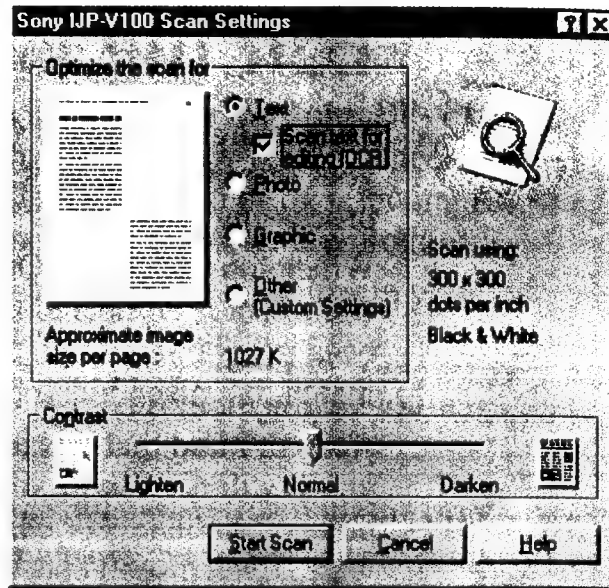 Sony IJP-V100 Scan Settings
Optimize the scan for
Text
Scan text for
editing (OCR)
Photo
Graphic
Other
(Custom Settings)
Approximate image
size per page :
1027 K
Scan using:
300 x 300
dots per inch
Black & White
Contrast
Lighten
Normal
Darken
Start Scan
Cancel
Help